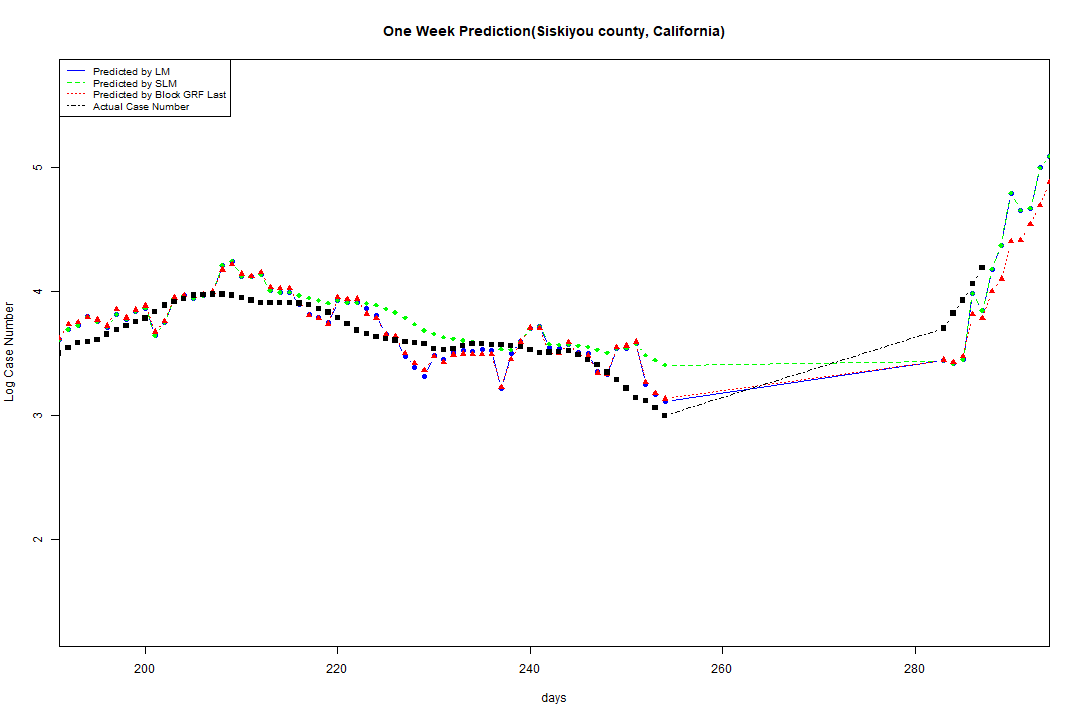 One Week Prediction(Siskiyou county, California)
Predicted by LM
Predicted by SLM
Predicted by Block GRF Last
Actual Case Number
5
4
3
2
Log Case Number
200 220 240 260 280
days